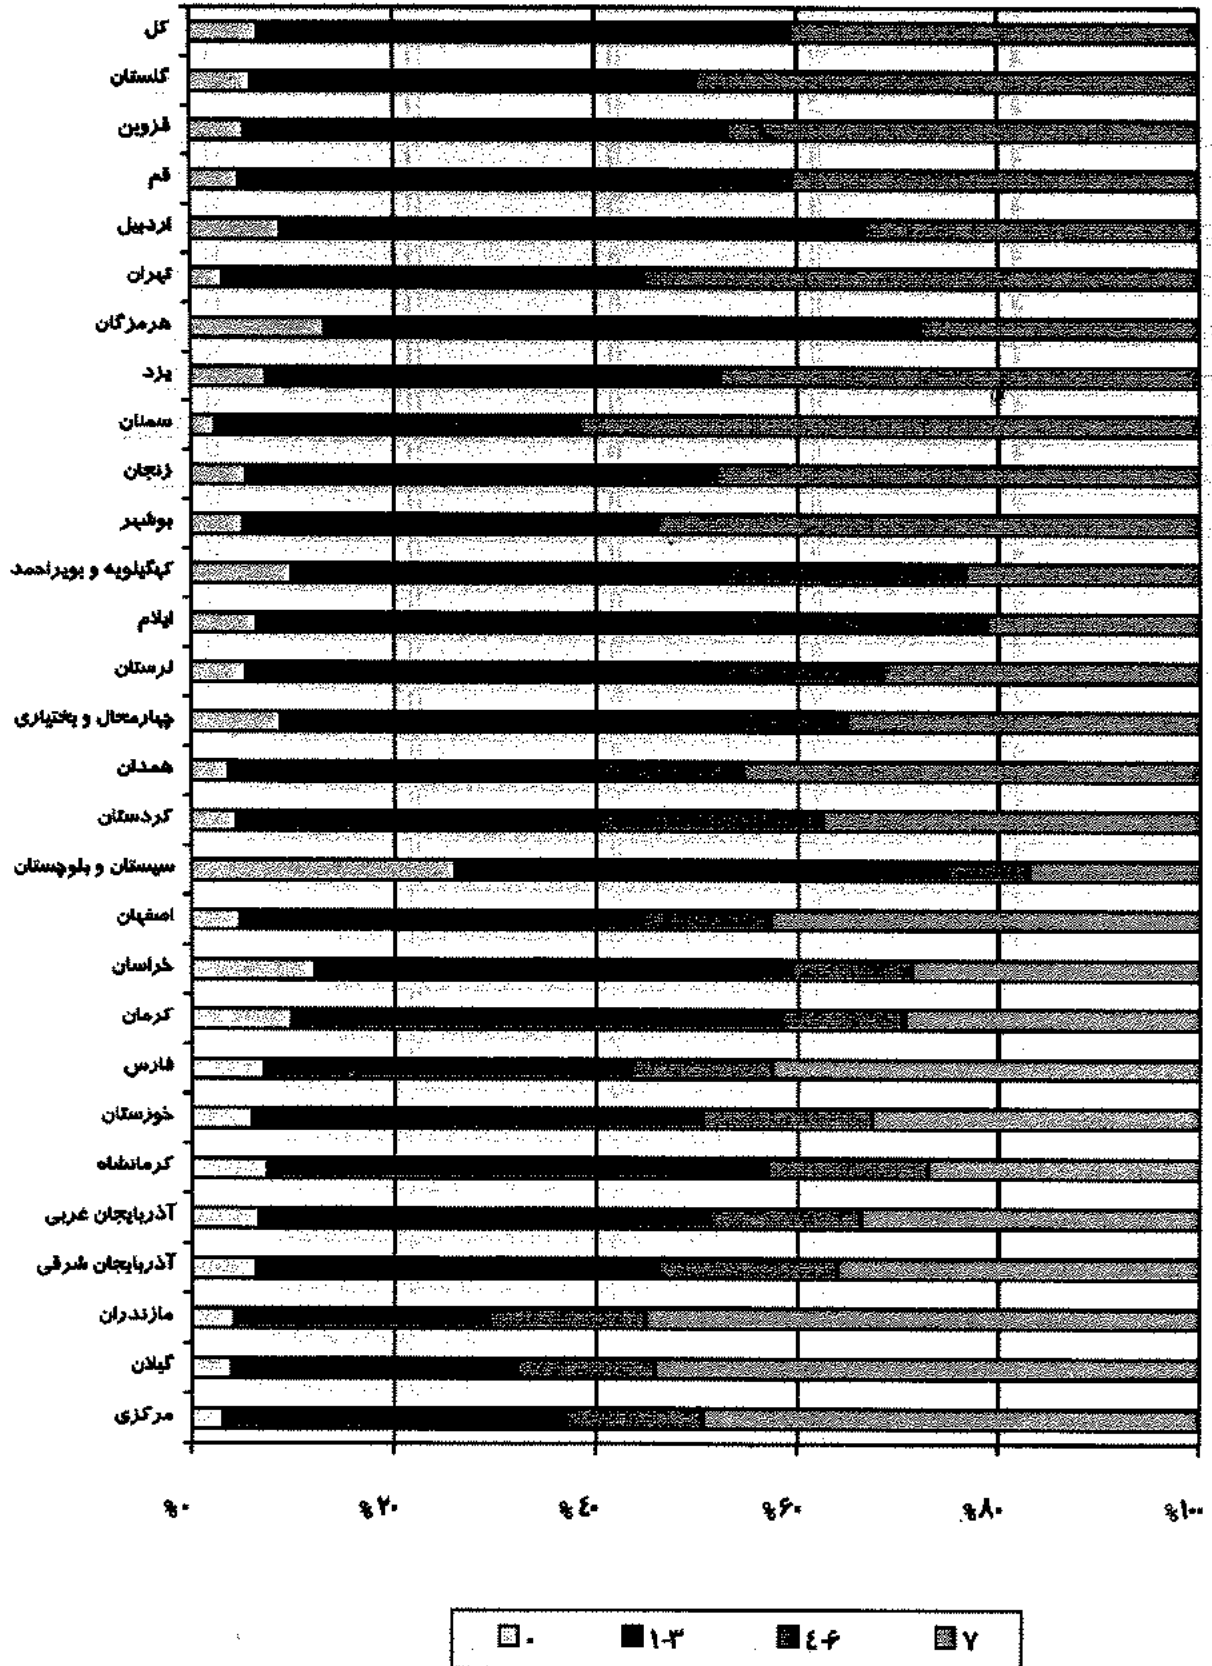 کل
گلستان
قزوین
قم
اردبیل
تهران
هرمزگان
یزد
سمنان
زنجان
بوشهر
کهگیلویه و بویراحمد
ایلام
لرستان
چهارمحال و بختیاری
همدان
کردستان
سیستان و بلوچستان
اصفهان
خراسان
کرمان
فارس
خوزستان
کرمانشاه
آذربایجان غربی
آذربایجان شرقی
مازندران
گیلان
مرکزی
%۰ %۲۰ %۴۰ %۶۰ %۸۰ %۱۰۰
۰ ۱-۳ ۴-۶ ۷